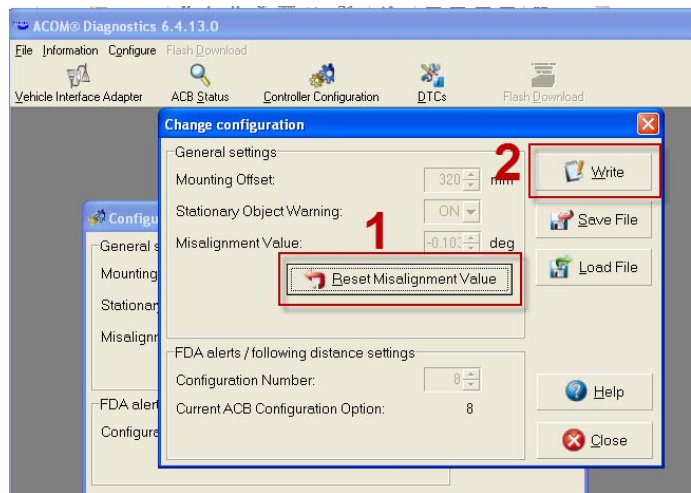 ACOM® Diagnostics 6.4.13.0
File Information Configure Flash Download
Vehicle Interface Adapter ACB Status Controller Configuration DTCs Flash Download
Change configuration
General settings
Mounting Offset: 320 mm
Stationary Object Warning: ON
Misalignment Value: -0.103 deg
1
Reset Misalignment Value
FDA alerts / following distance settings
Configuration Number: 8
Current ACB Configuration Option: 8
2
Write
Save File
Load File
Help
Close
Configu
General s
Mounting
Stationar
Misalignr
FDA alert
Configura